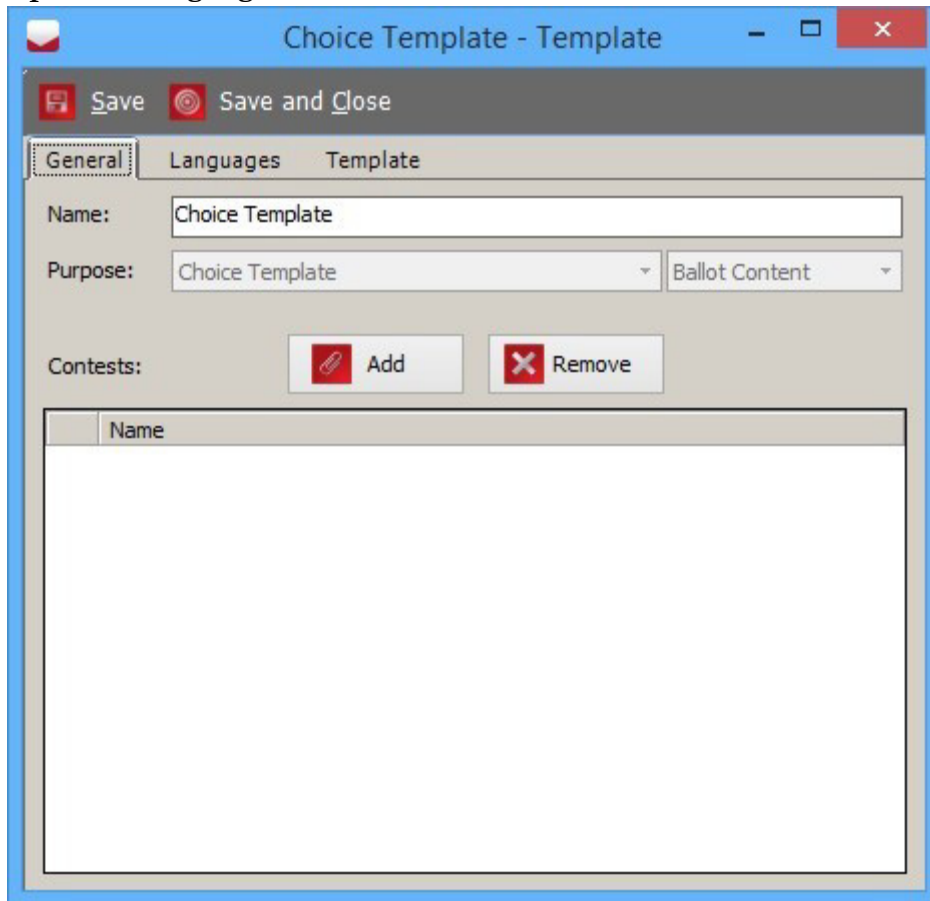 Choice Template - Template
Save Save and Close
General Languages Template
Name: Choice Template
Purpose: Choice Template Ballot Content
Contests: Add Remove
Name